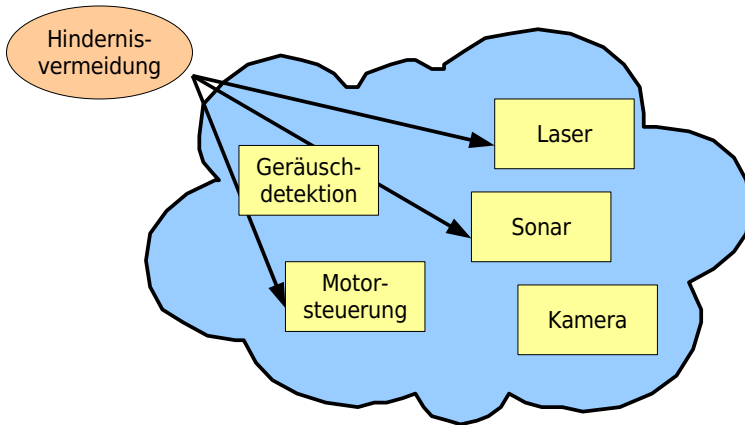 Hindernis-
vermeidung
Laser
Geräusch-
detektion
Sonar
Motor-
steuerung
Kamera